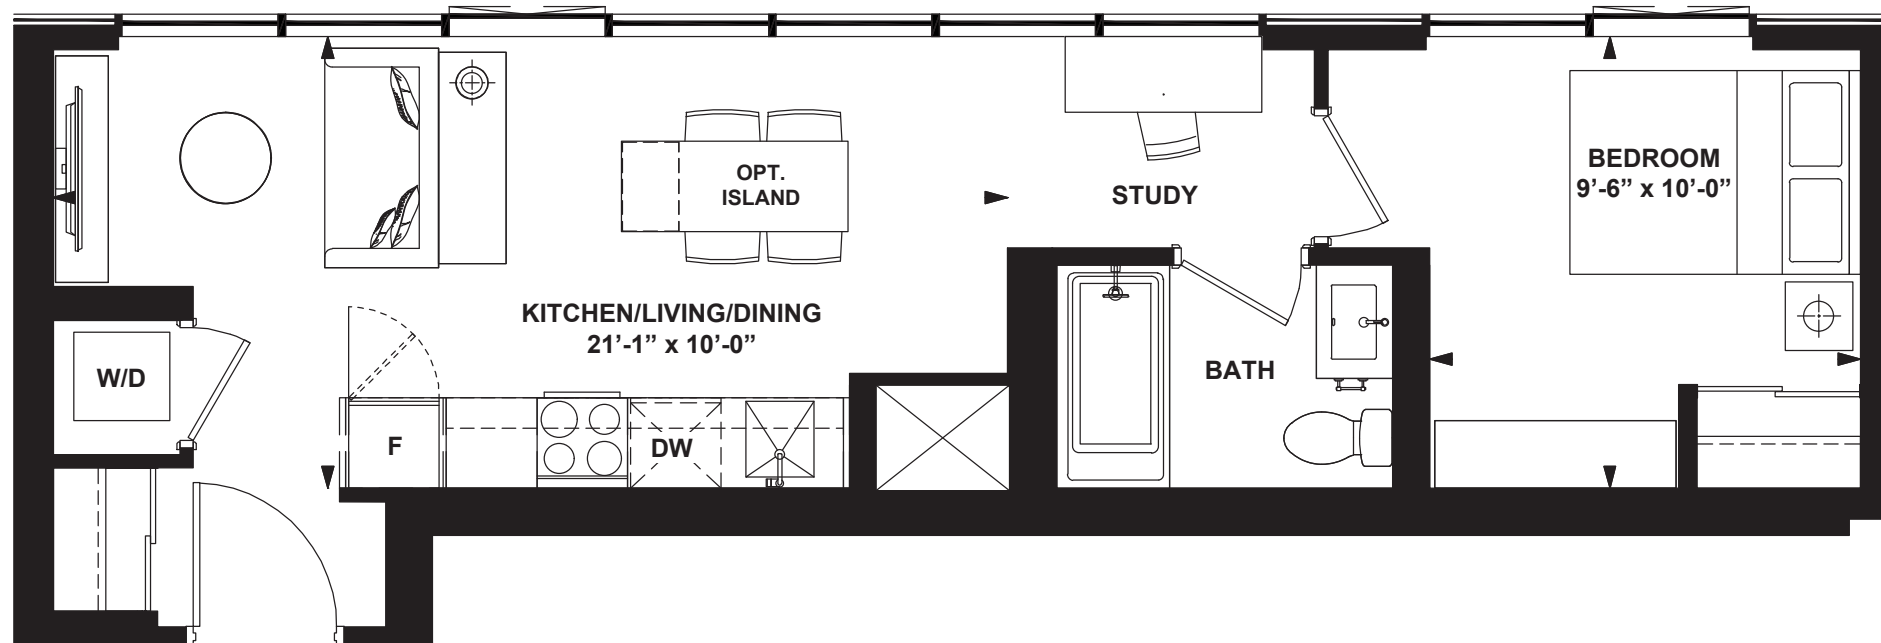 OPT.
ISLAND
STUDY
BEDROOM
9’-6” x 10’-0”
KITCHEN/LIVING/DINING
21’-1” x 10’-0”
W/D
BATH
F
DW